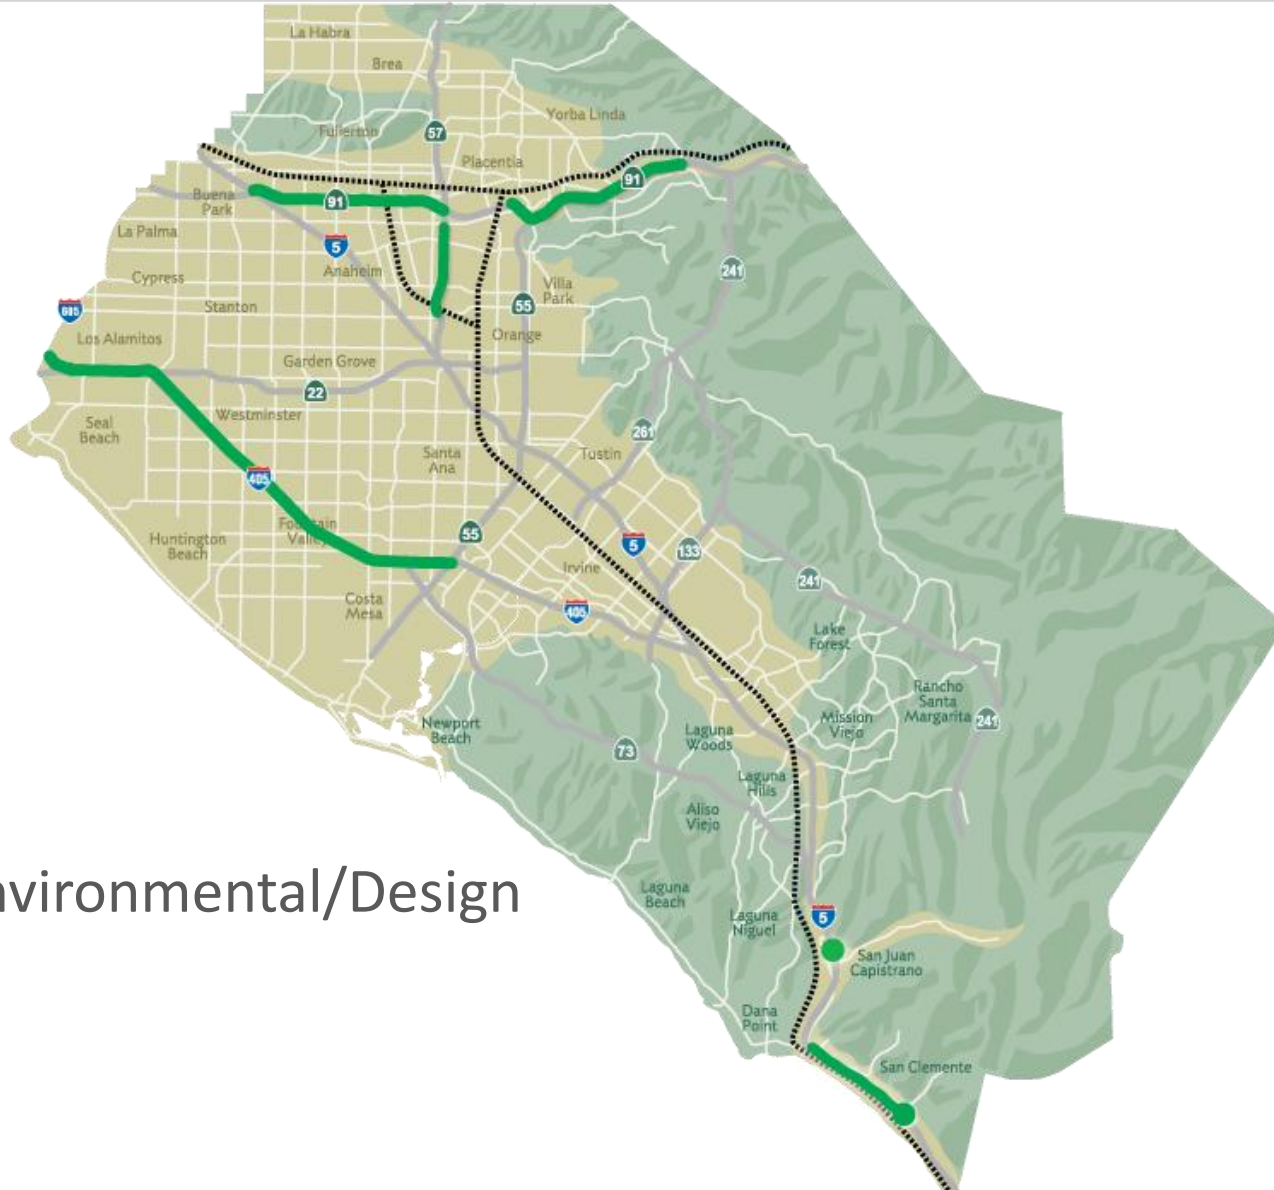 La Habra
Brea
Yorba Linda
57
Fullerton
Placentia
91
Buena
Park
91
La Palma
5
Anaheim
241
Cypress
Villa
Park
Stanton
55
605
Los Alamitos
Orange
Garden Grove
22
Westminster
Seal
Beach
261
Santa
Ana
Tustin
405
Fountain
Valley
55
Huntington
Beach
5
133
Irvine
241
Costa
Mesa
405
Lake
Forest
Rancho
Santa
Margarita
241
Newport
Beach
Mission
Viejo
Laguna
Woods
73
Laguna
Hills
Aliso
Viejo
nvironmental/Design
Laguna
Beach
Laguna
Niguel
5
San Juan
Capistrano
Dana
Point
San Clemente